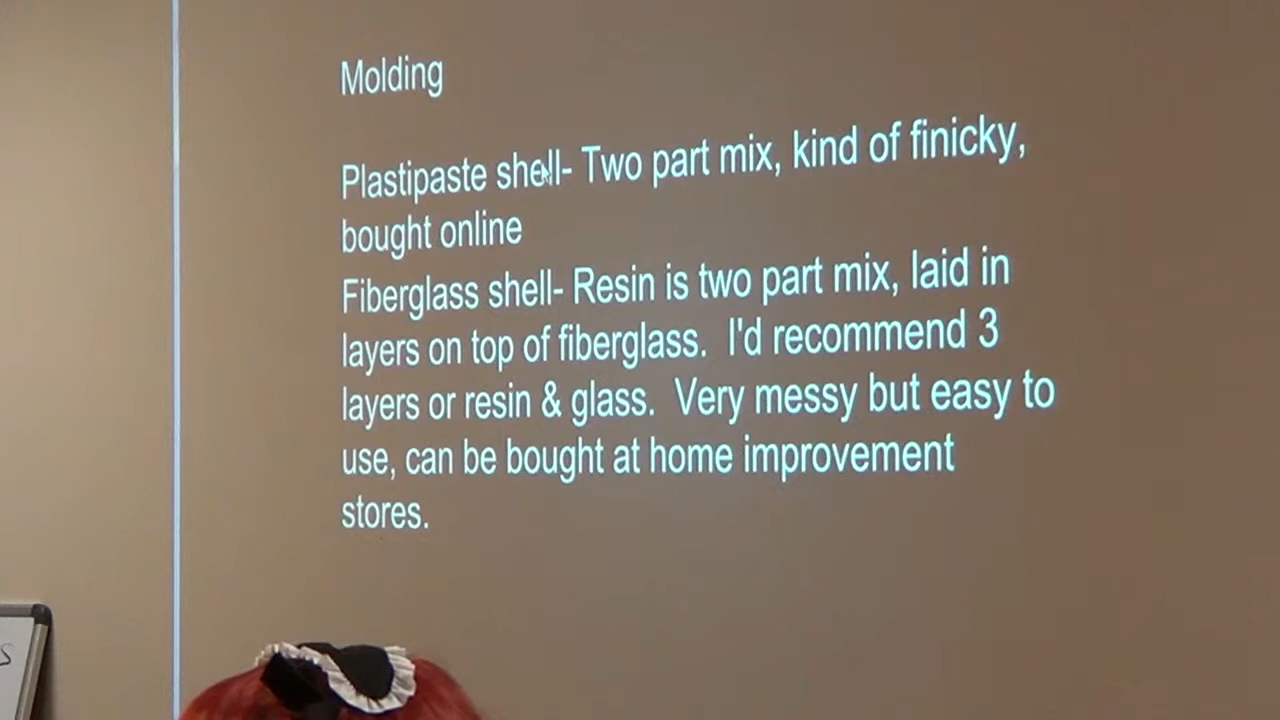 Molding
Plastipaste shell- Two part mix, kind of finicky,
bought online
Fiberglass shell- Resin is two part mix, laid in
layers on top of fiberglass.  I'd recommend 3
layers or resin & glass.  Very messy but easy to
use, can be bought at home improvement
stores.